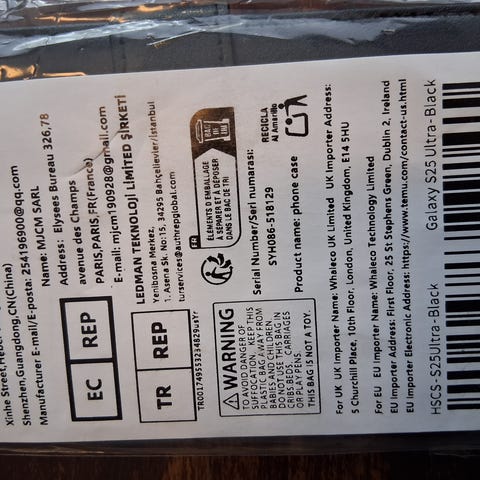 Xinhe Street,
Shenzhen,Guangdong,CN(China)
Manufacturer E-mail/E-posta: 254196900@qq.com
EC REP
Name: MJCM SARL
Address: Elysees Bureau 326,78
avenue des Champs
PARIS,PARIS,FR(France)
E-mail: mjcm190928@gmail.com
TR REP
LEDMAN TEKNOLOJİ LİMİTED ŞİRKETİ
Yenibosna Merkez,
1. Asena Sk. No:15, 34295 Bahçelievler/İstanbul
turservices@authrepglobal.com
TR001749553234829uYr
WARNING
TO AVOID DANGER OF
SUFFOCATION, KEEP THIS
PLASTIC BAG AWAY FROM
BABIES AND CHILDREN.
DO NOT USE THIS BAG IN
CRIBS, BEDS, CARRIAGES
OR PLAY PENS.
THIS BAG IS NOT A TOY.
FR
ÉLÉMENTS D'EMBALLAGE
À SÉPARER ET À DÉPOSER
DANS LE BAC DE TRI
BAC
DE
TRI
RECICLA
Al Amarillo
Serial Number/Seri numarası:
SYH086-518129
Product name: phone case
For UK UK Importer Name: Whaleco UK Limited UK Importer Address:
5 Churchill Place, 10th Floor, London, United Kingdom, E14 5HU
For EU EU Importer Name: Whaleco Technology Limited
EU Importer Address: First Floor, 25 St Stephens Green, Dublin 2, Ireland
EU Importer Electronic Address: https://www.temu.com/contact-us.html
HSCS-S25Ultra-Black
Galaxy S25 Ultra-Black